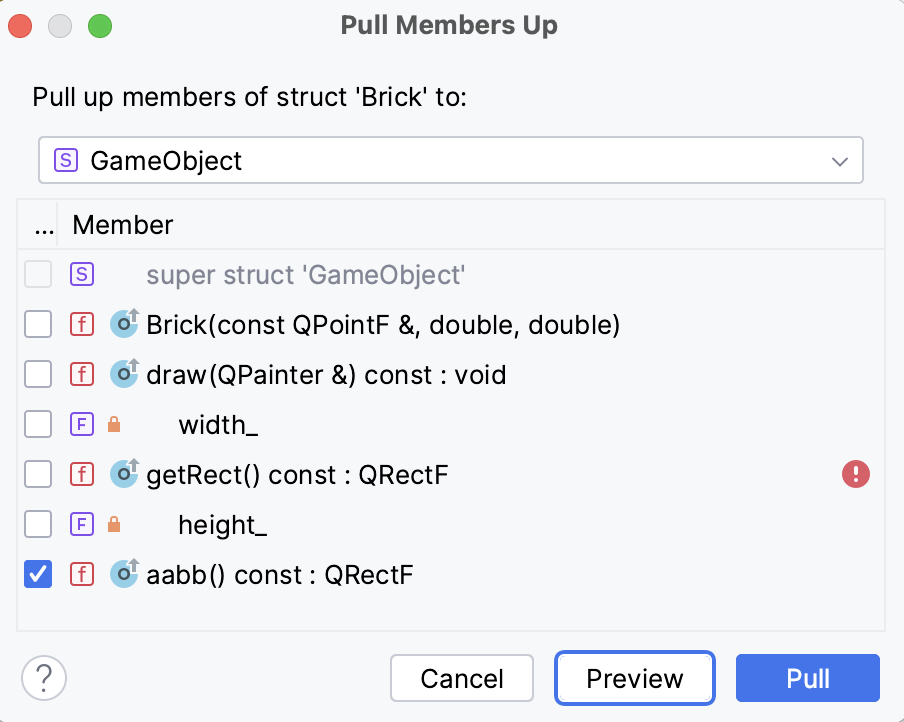 Pull Members Up
Pull up members of struct 'Brick' to:
S GameObject
... Member
S super struct 'GameObject'
f Brick(const QPointF &, double, double)
f draw(QPainter &) const : void
F width_
f getRect() const : QRectF !
F height_
f aabb() const : QRectF
? Cancel Preview Pull